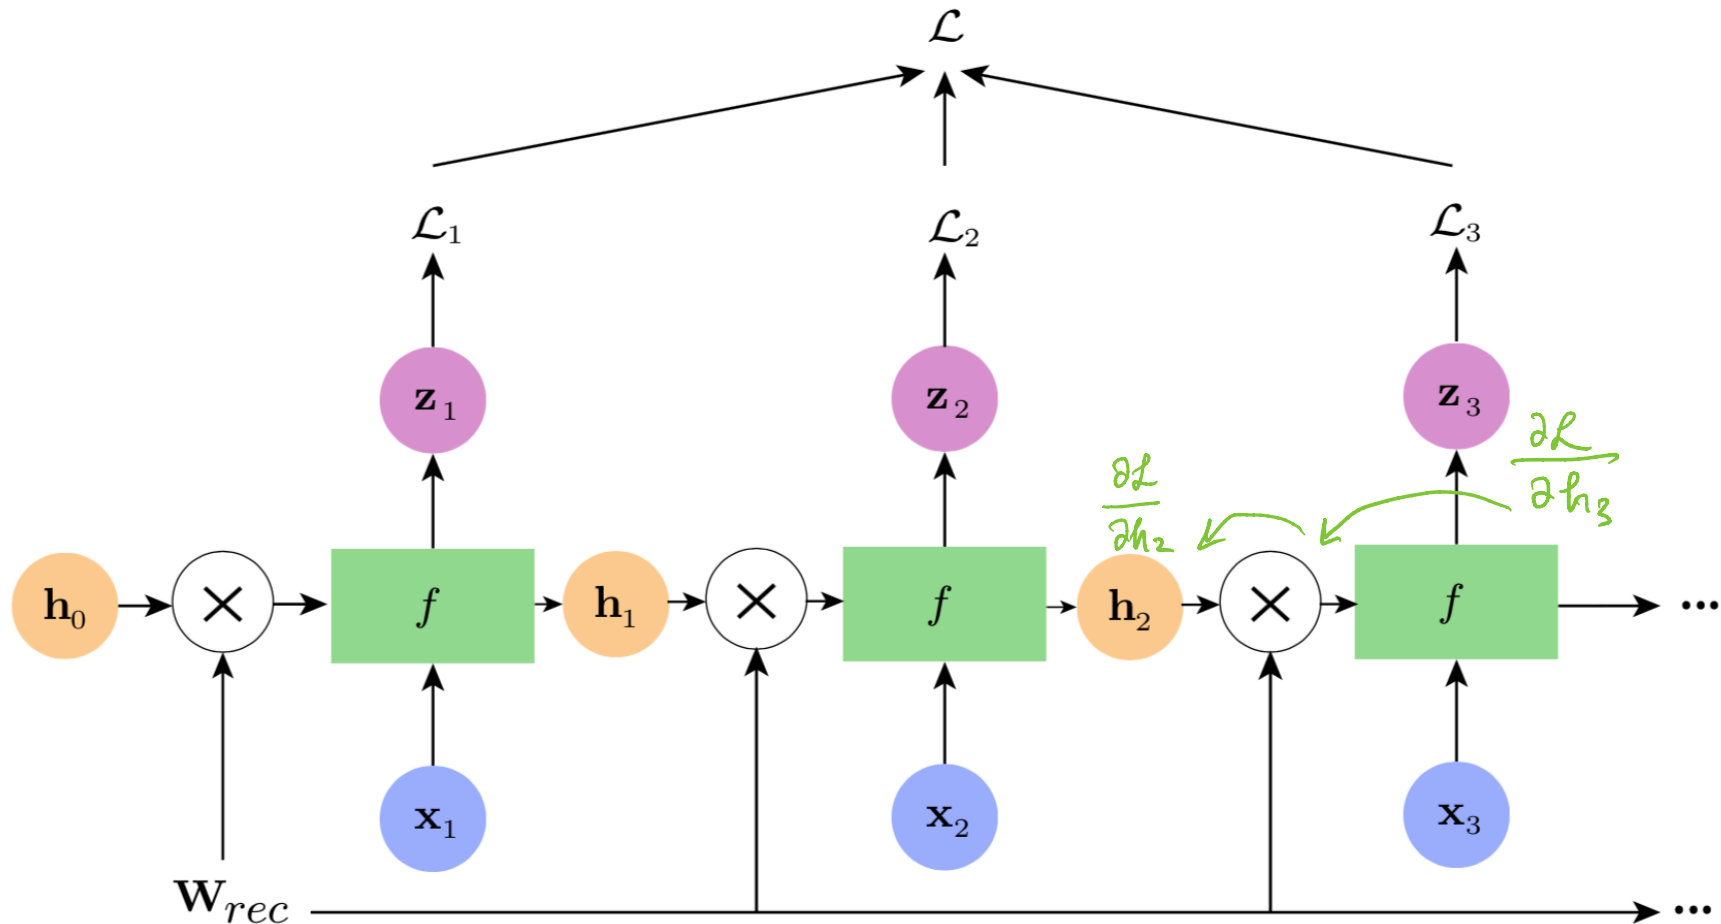 ℒ
ℒ₁ ℒ₂ ℒ₃
z₁ z₂ z₃
∂ℒ/∂h₂ ∂ℒ/∂h₃
h₀ × f h₁ × f h₂ × f ...
x₁ x₂ x₃
W_rec ...